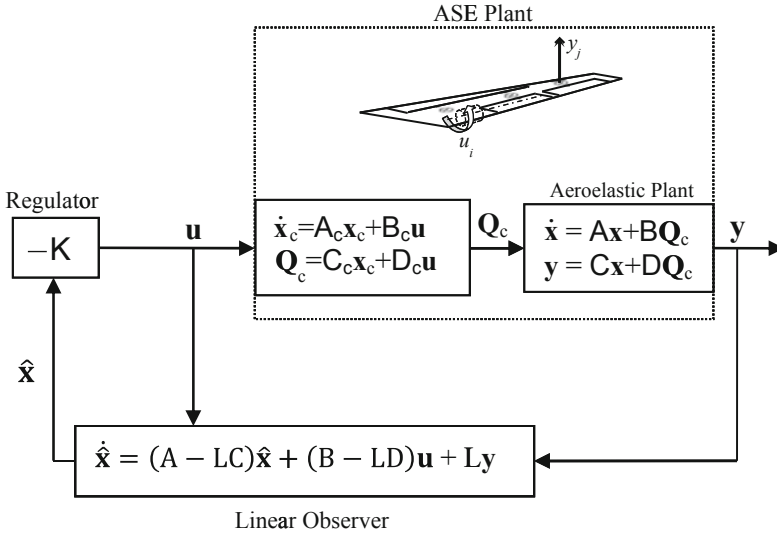 ASE Plant
y_j
u_i
Regulator
−K
u
ẋ_c=A_cx_c+B_cu
Q_c=C_cx_c+D_cu
Q_c
Aeroelastic Plant
ẋ = Ax+BQ_c
y = Cx+DQ_c
y
x̂
x̂̇ = (A − LC)x̂ + (B − LD)u + Ly
Linear Observer